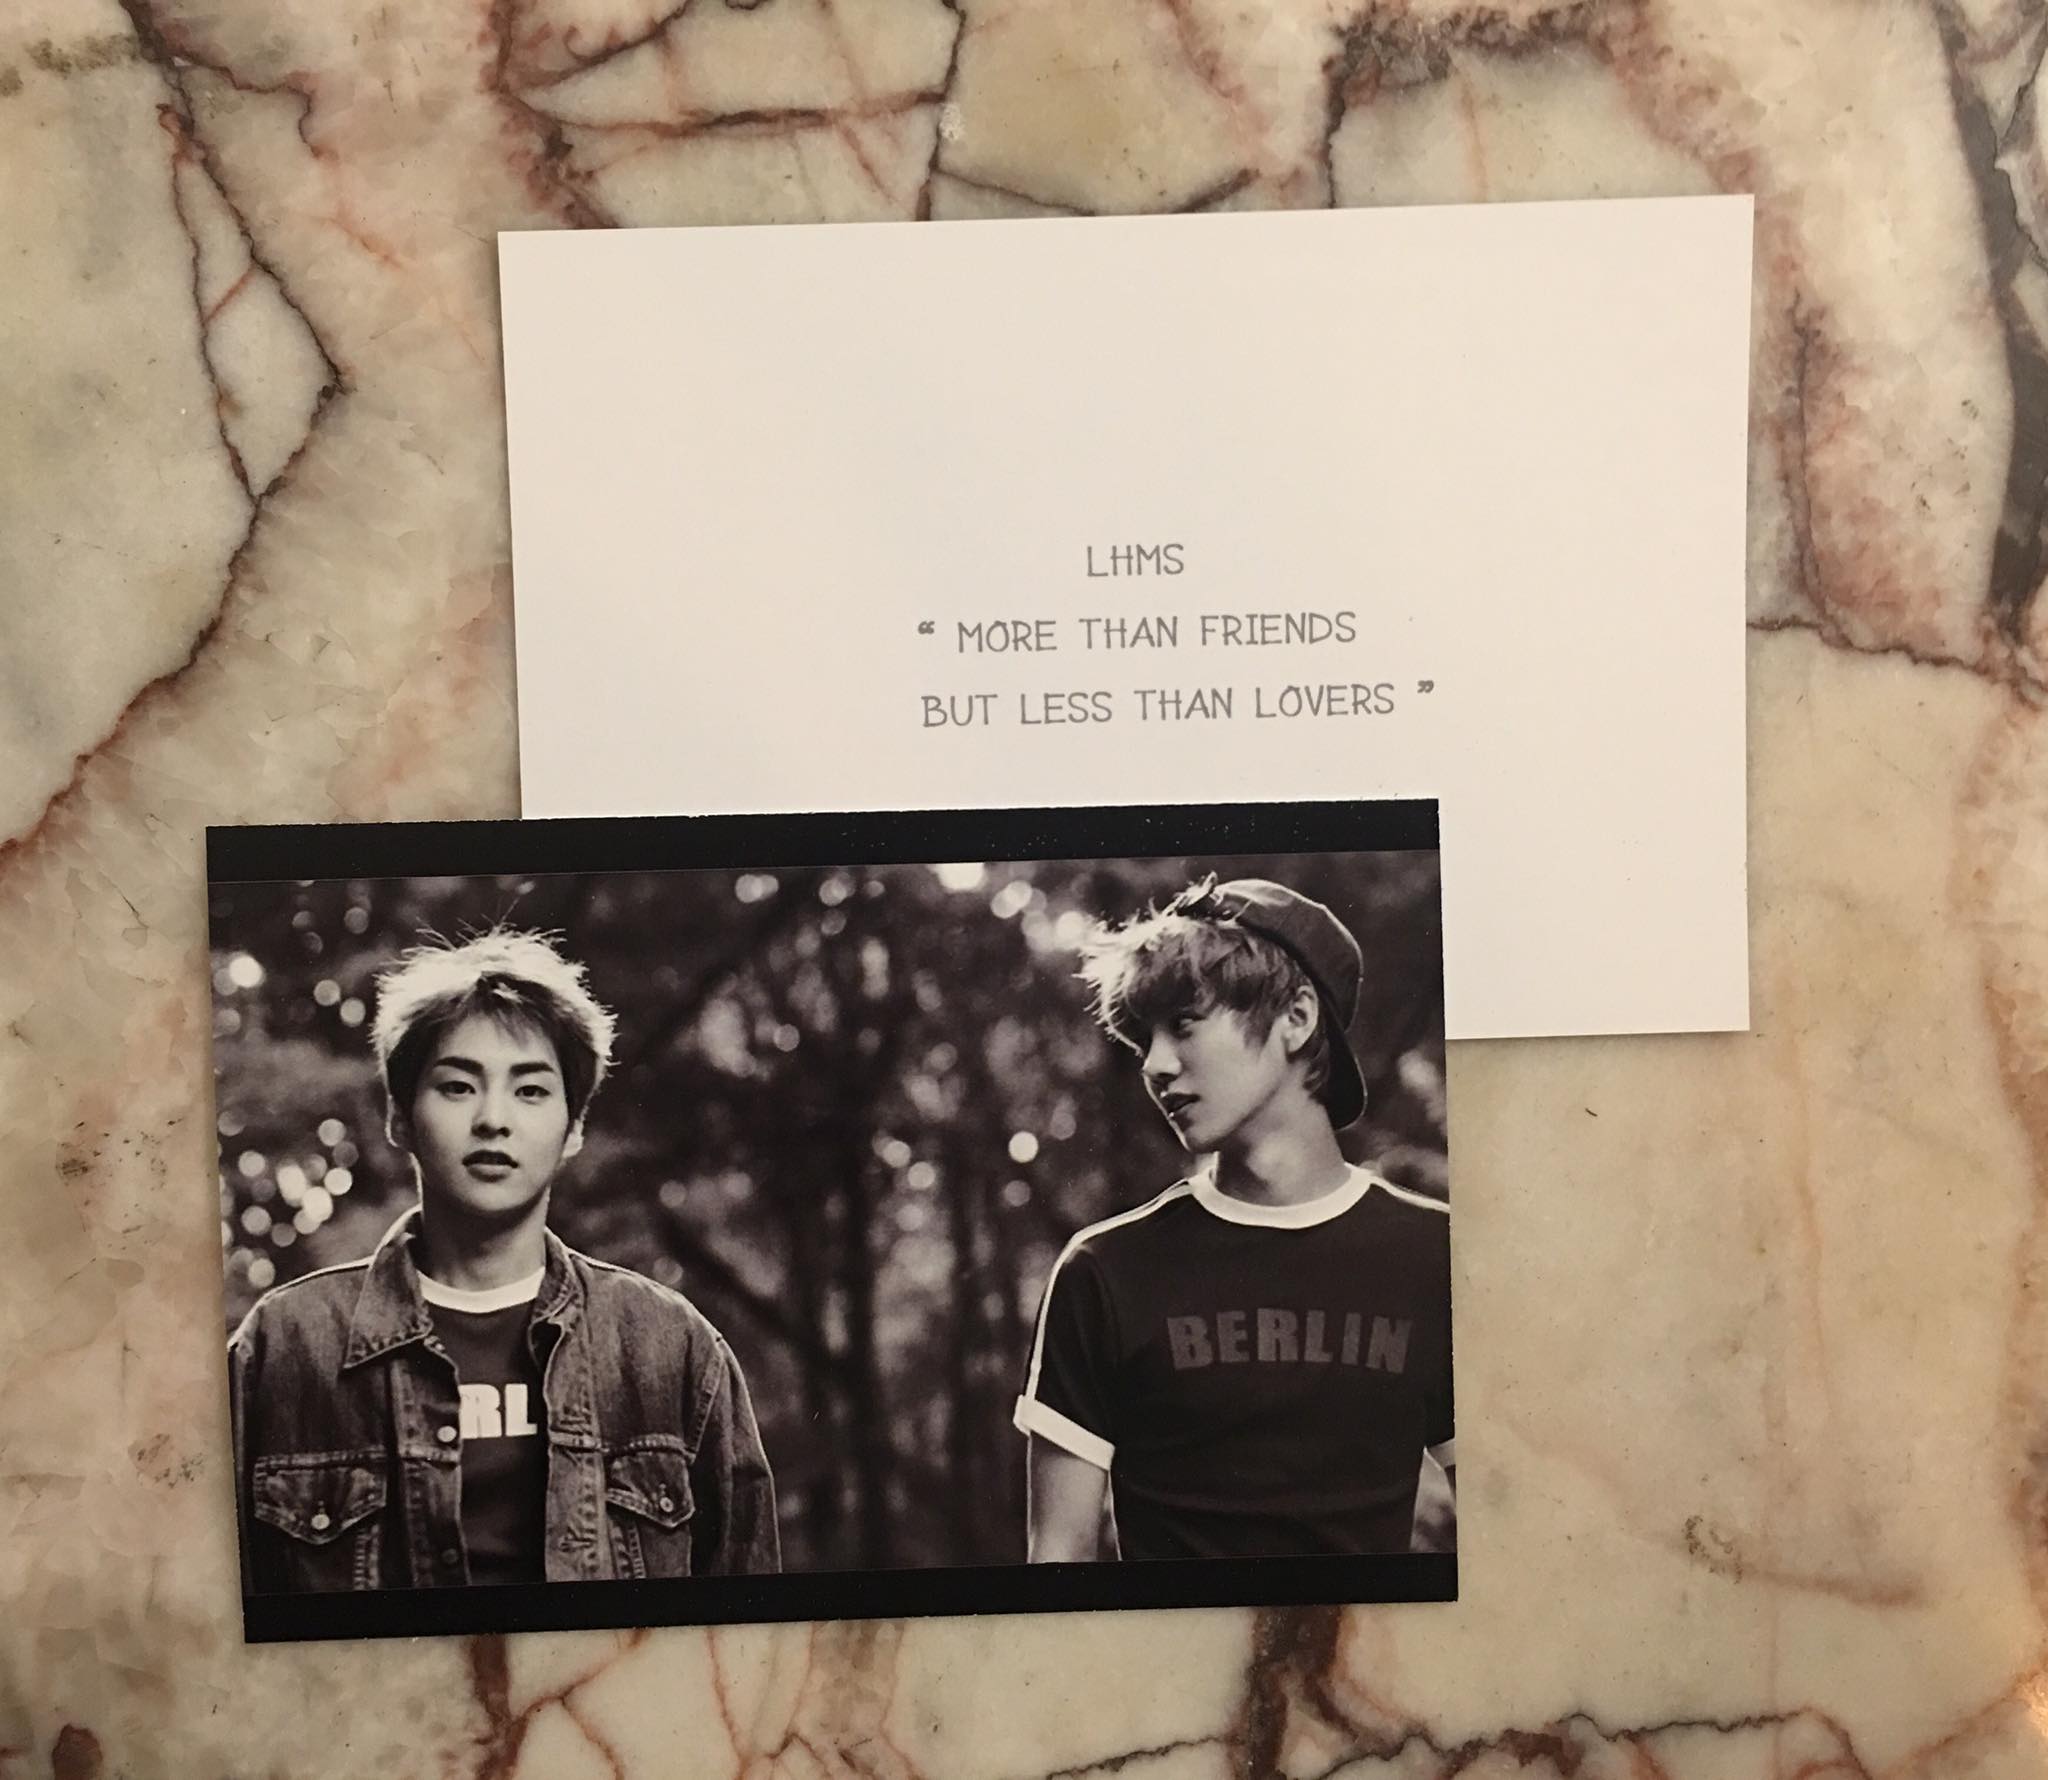 LHMS
“ MORE THAN FRIENDS
BUT LESS THAN LOVERS ”
RL
BERLIN